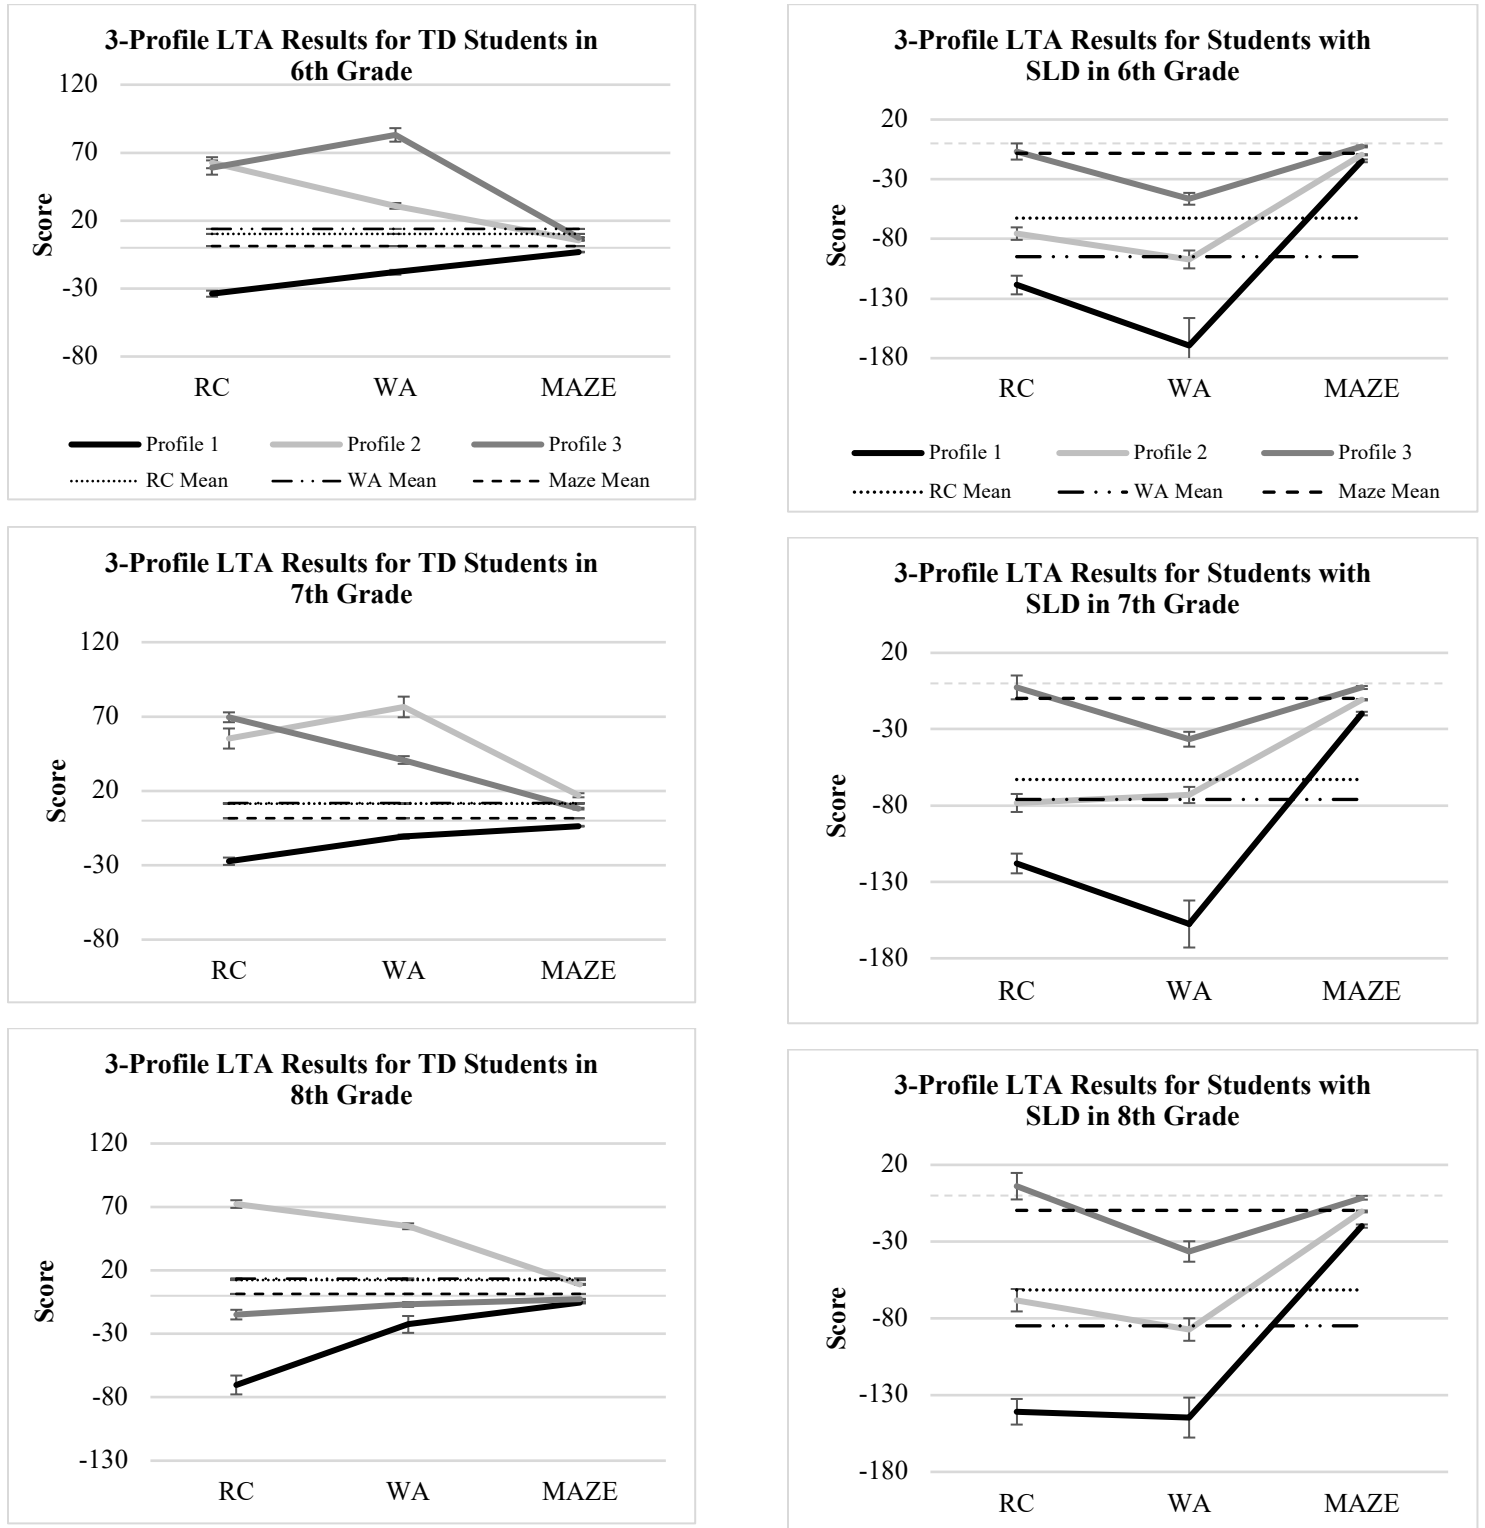 3-Profile LTA Results for TD Students in
6th Grade
120
70
20
-30
-80
Score
RC WA MAZE
Profile 1 Profile 2 Profile 3
RC Mean WA Mean Maze Mean
3-Profile LTA Results for Students with
SLD in 6th Grade
20
-30
-80
-130
-180
Score
RC WA MAZE
Profile 1 Profile 2 Profile 3
RC Mean WA Mean Maze Mean
3-Profile LTA Results for TD Students in
7th Grade
120
70
20
-30
-80
Score
RC WA MAZE
3-Profile LTA Results for Students with
SLD in 7th Grade
20
-30
-80
-130
-180
Score
RC WA MAZE
3-Profile LTA Results for TD Students in
8th Grade
120
70
20
-30
-80
-130
Score
RC WA MAZE
3-Profile LTA Results for Students with
SLD in 8th Grade
20
-30
-80
-130
-180
Score
RC WA MAZE